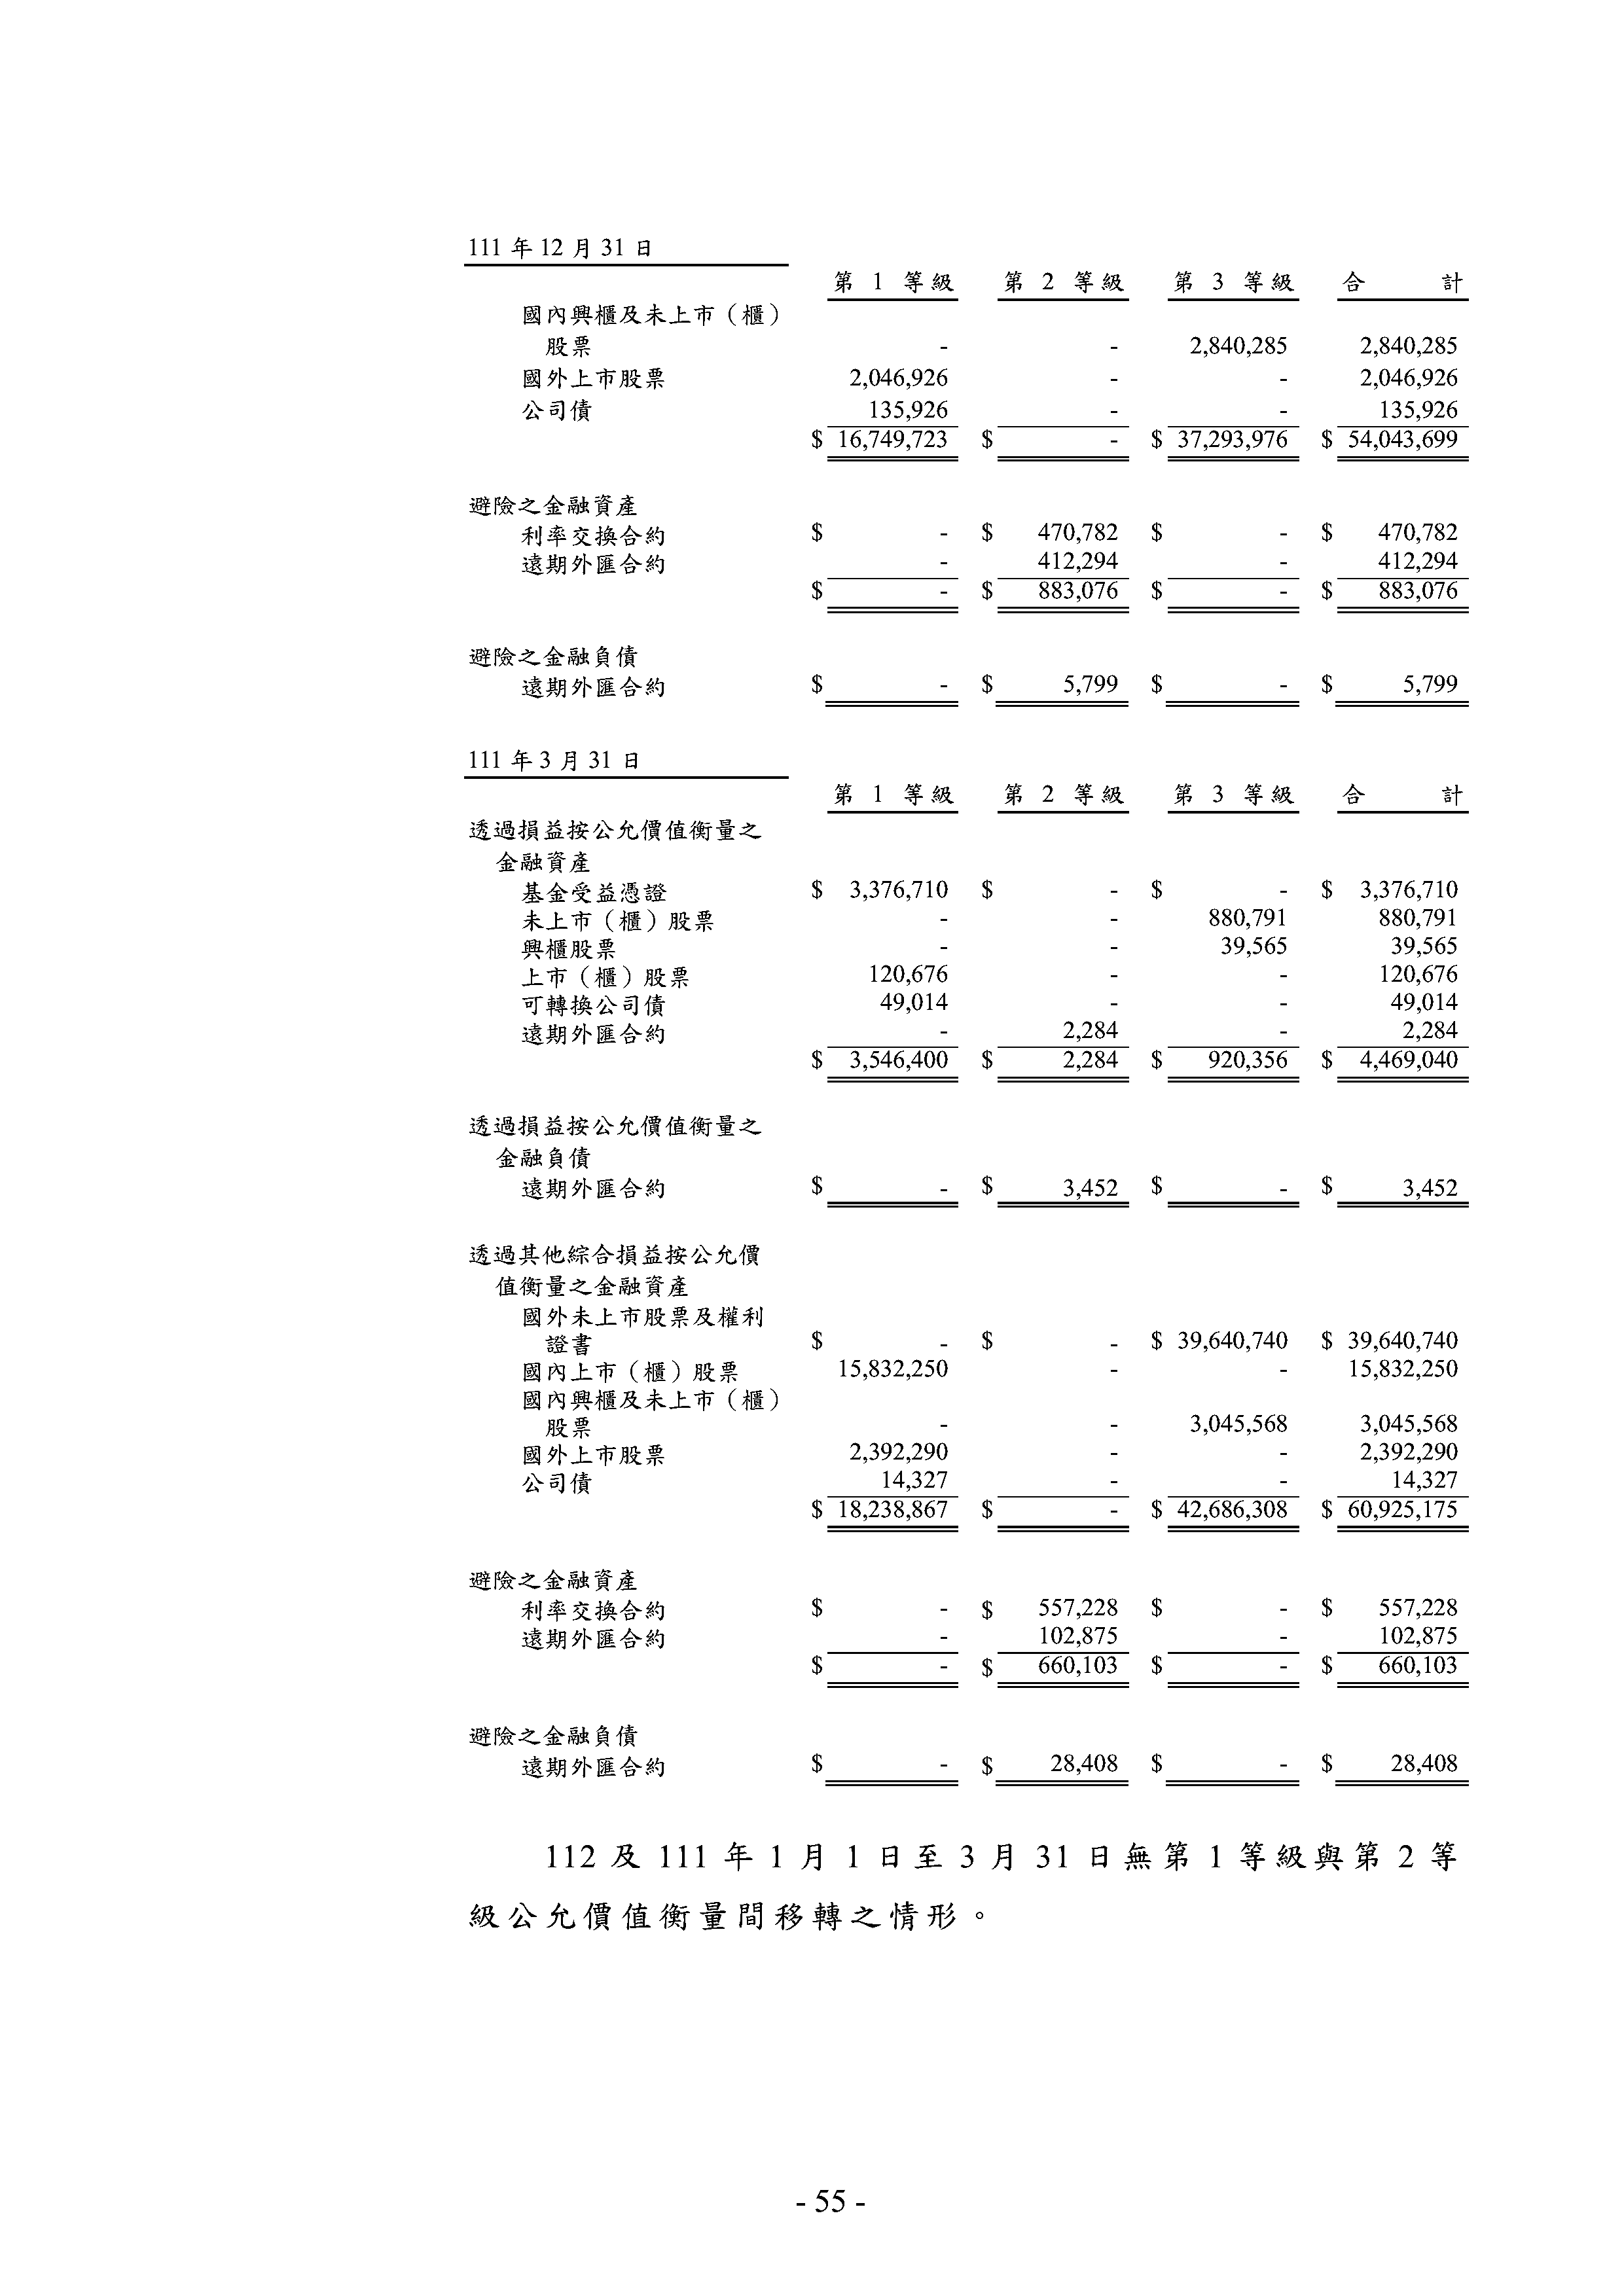 111 年 12 月 31 日
第 1 等級 第 2 等級 第 3 等級 合 計
國內興櫃及未上市（櫃）
股票 - - 2,840,285 2,840,285
國外上市股票 2,046,926 - - 2,046,926
公司債 135,926 - - 135,926
$ 16,749,723 $ - $ 37,293,976 $ 54,043,699
避險之金融資產
利率交換合約 $ - $ 470,782 $ - $ 470,782
遠期外匯合約 - 412,294 - 412,294
$ - $ 883,076 $ - $ 883,076
避險之金融負債
遠期外匯合約 $ - $ 5,799 $ - $ 5,799
111 年 3 月 31 日
第 1 等級 第 2 等級 第 3 等級 合 計
透過損益按公允價值衡量之
金融資產
基金受益憑證 $ 3,376,710 $ - $ - $ 3,376,710
未上市（櫃）股票 - - 880,791 880,791
興櫃股票 - - 39,565 39,565
上市（櫃）股票 120,676 - - 120,676
可轉換公司債 49,014 - - 49,014
遠期外匯合約 - 2,284 - 2,284
$ 3,546,400 $ 2,284 $ 920,356 $ 4,469,040
透過損益按公允價值衡量之
金融負債
遠期外匯合約 $ - $ 3,452 $ - $ 3,452
透過其他綜合損益按公允價
值衡量之金融資產
國外未上市股票及權利
證書 $ - $ - $ 39,640,740 $ 39,640,740
國內上市（櫃）股票 15,832,250 - - 15,832,250
國內興櫃及未上市（櫃）
股票 - - 3,045,568 3,045,568
國外上市股票 2,392,290 - - 2,392,290
公司債 14,327 - - 14,327
$ 18,238,867 $ - $ 42,686,308 $ 60,925,175
避險之金融資產
利率交換合約 $ - $ 557,228 $ - $ 557,228
遠期外匯合約 - 102,875 - 102,875
$ - $ 660,103 $ - $ 660,103
避險之金融負債
遠期外匯合約 $ - $ 28,408 $ - $ 28,408
112 及 111 年 1 月 1 日至 3 月 31 日無第 1 等級與第 2 等
級公允價值衡量間移轉之情形。
- 55 -